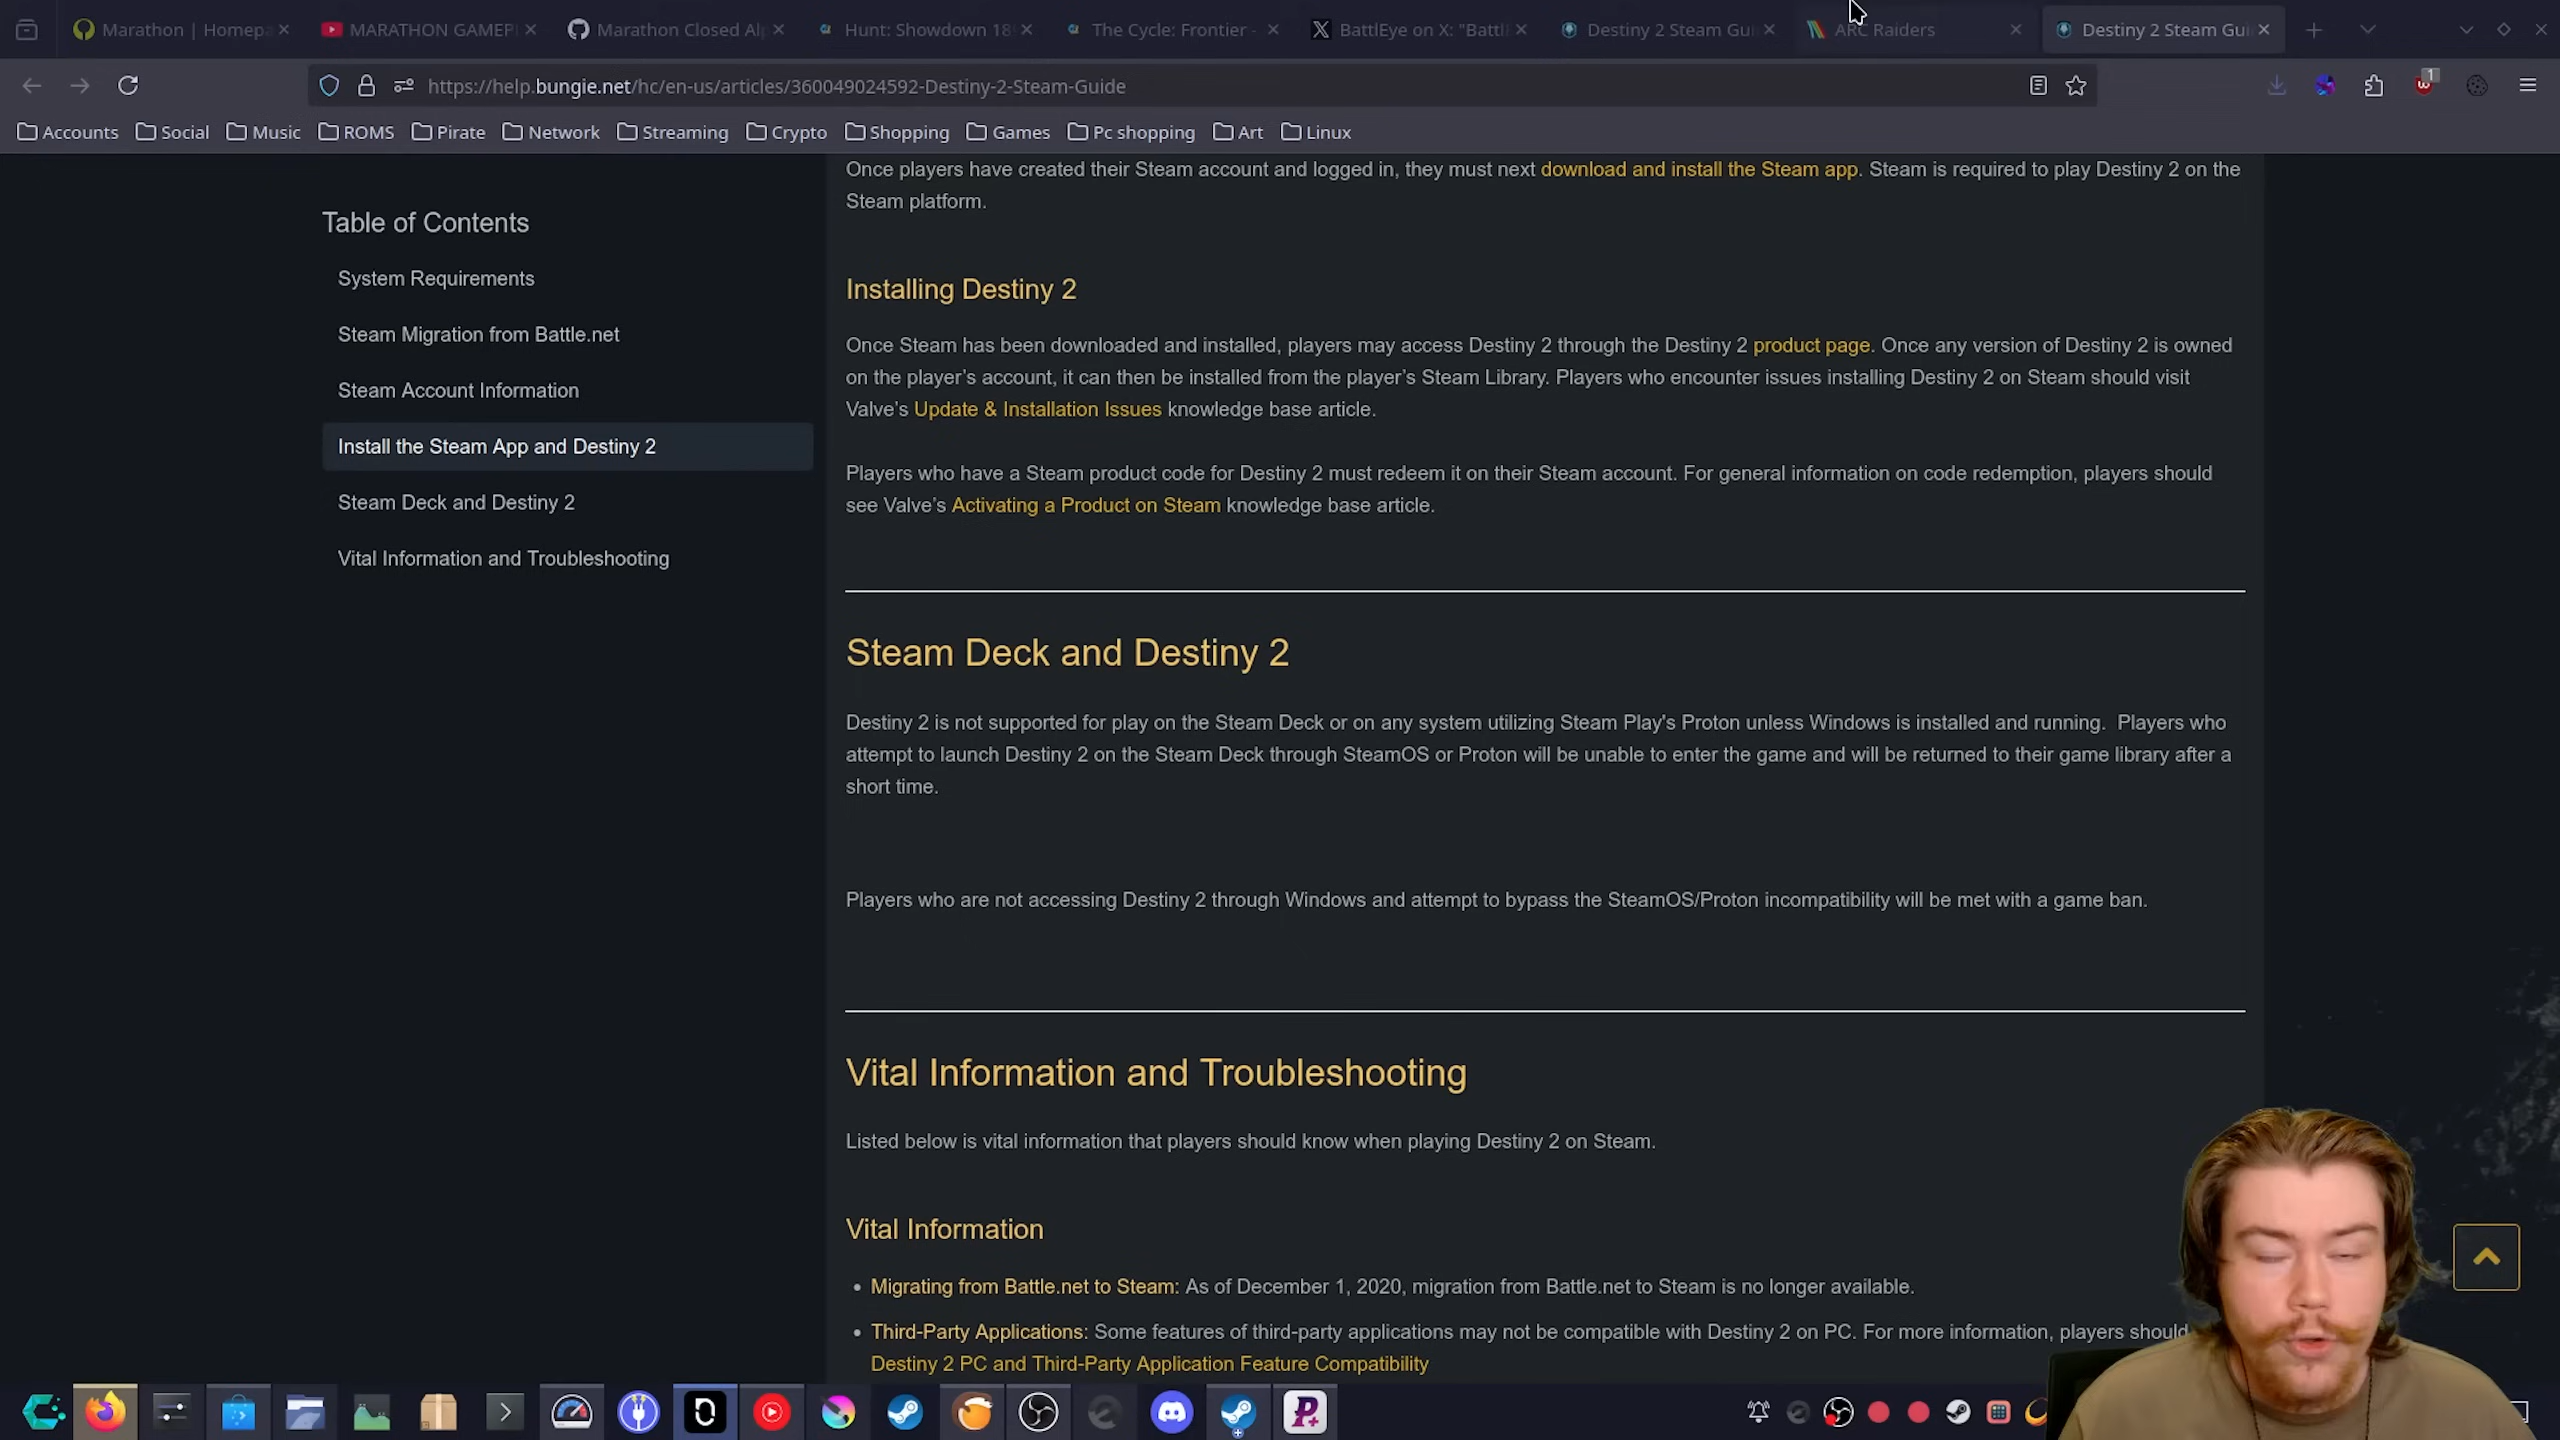 Marathon | Homepa
MARATHON GAMEPL
Marathon Closed Alp
Hunt: Showdown 189
The Cycle: Frontier -
BattlEye on X: "BattlE
Destiny 2 Steam Gui
ARC Raiders
Destiny 2 Steam Gui
https://help.bungie.net/hc/en-us/articles/360049024592-Destiny-2-Steam-Guide
1
Accounts
Social
Music
ROMS
Pirate
Network
Streaming
Crypto
Shopping
Games
Pc shopping
Art
Linux
Table of Contents
System Requirements
Steam Migration from Battle.net
Steam Account Information
Install the Steam App and Destiny 2
Steam Deck and Destiny 2
Vital Information and Troubleshooting
Once players have created their Steam account and logged in, they must next download and install the Steam app. Steam is required to play Destiny 2 on the
Steam platform.
Installing Destiny 2
Once Steam has been downloaded and installed, players may access Destiny 2 through the Destiny 2 product page. Once any version of Destiny 2 is owned
on the player’s account, it can then be installed from the player’s Steam Library. Players who encounter issues installing Destiny 2 on Steam should visit
Valve’s Update & Installation Issues knowledge base article.
Players who have a Steam product code for Destiny 2 must redeem it on their Steam account. For general information on code redemption, players should
see Valve’s Activating a Product on Steam knowledge base article.
Steam Deck and Destiny 2
Destiny 2 is not supported for play on the Steam Deck or on any system utilizing Steam Play's Proton unless Windows is installed and running. Players who
attempt to launch Destiny 2 on the Steam Deck through SteamOS or Proton will be unable to enter the game and will be returned to their game library after a
short time.
Players who are not accessing Destiny 2 through Windows and attempt to bypass the SteamOS/Proton incompatibility will be met with a game ban.
Vital Information and Troubleshooting
Listed below is vital information that players should know when playing Destiny 2 on Steam.
Vital Information
• Migrating from Battle.net to Steam: As of December 1, 2020, migration from Battle.net to Steam is no longer available.
• Third-Party Applications: Some features of third-party applications may not be compatible with Destiny 2 on PC. For more information, players should
Destiny 2 PC and Third-Party Application Feature Compatibility